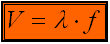 V = λ · f